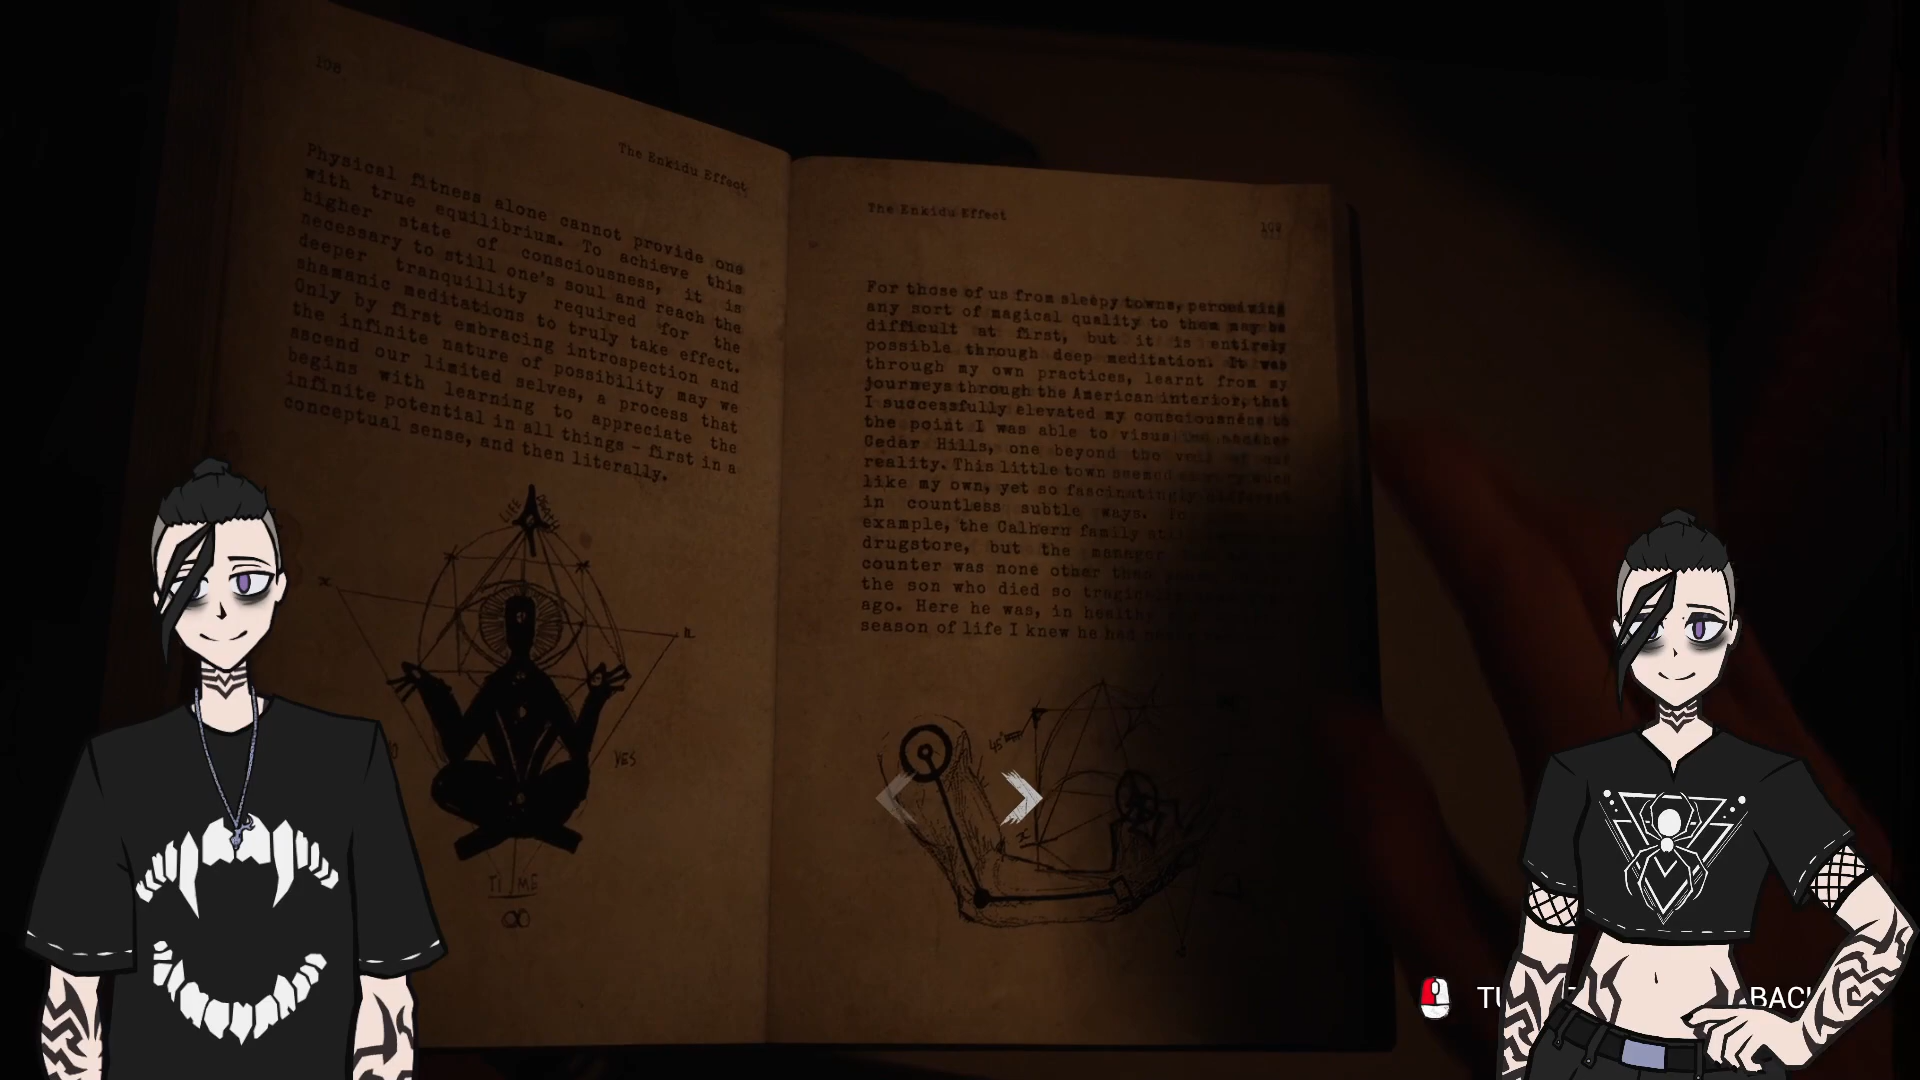 108
The Enkidu Effect
Physical fitness alone cannot provide one
with true equilibrium. To achieve this
higher state of consciousness, it is
necessary to still one's soul and reach the
deeper tranquillity required for the
shamanic meditations to truly take effect.
Only by first embracing introspection and
the infinite nature of possibility may we
ascend our limited selves, a process that
begins with learning to appreciate the
infinite potential in all things - first in a
conceptual sense, and then literally.
LIFE
DEATH
YES
TIME
The Enkidu Effect
109
For those of us from sleepy towns, perceiving
any sort of magical quality to them may be
difficult at first, but it is entirely
possible through deep meditation. It was
through my own practices, learnt from my
journeys through the American interior, that
I successfully elevated my consciousness to
the point I was able to visualize another
Cedar Hills, one beyond the veil of our
reality. This little town seemed so very much
like my own, yet so fascinatingly different
in countless subtle ways.
example, the Calhern family
drugstore, but the manager
counter was none other than
the son who died so tragically
ago. Here he was, in healthy
season of life I knew he had
45°
BACK